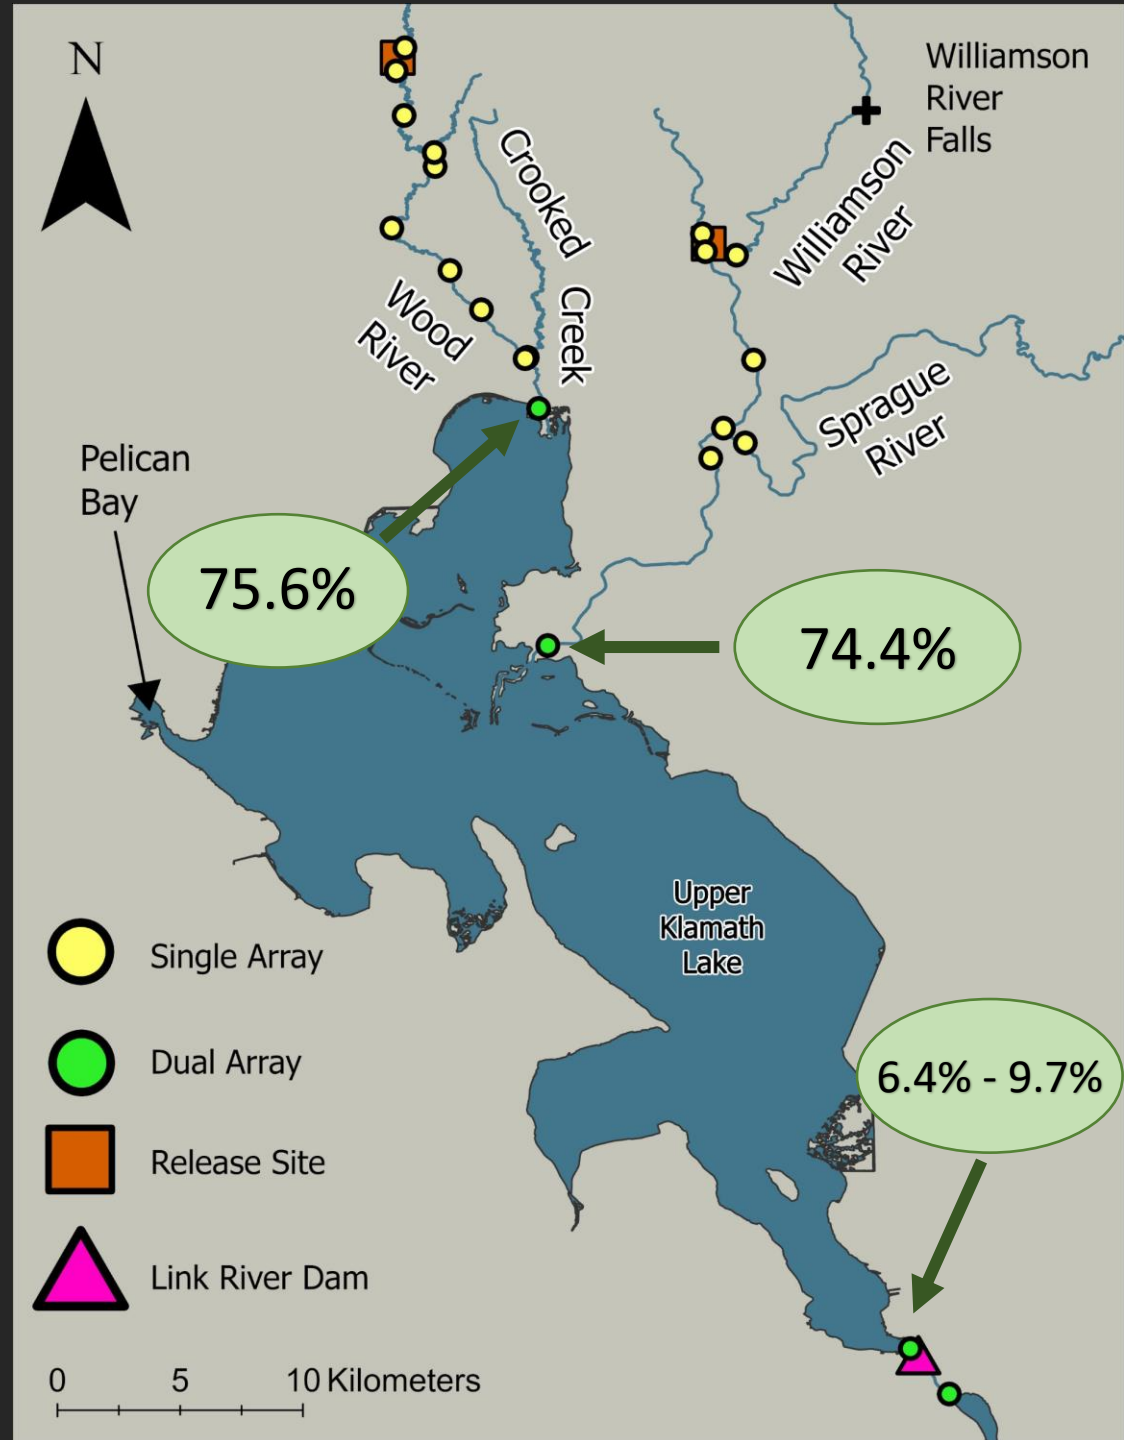 N
Williamson
River
Falls
Crooked
Creek
Williamson
River
Wood
River
Sprague
River
Pelican
Bay
75.6%
74.4%
Upper
Klamath
Lake
6.4% - 9.7%
Single Array
Dual Array
Release Site
Link River Dam
0 5 10 Kilometers